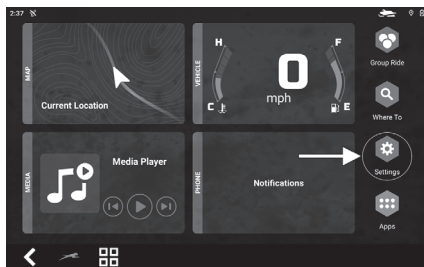 2:37
MAP
Current Location
VEHICLE
H
F
0
mph
C
E
Group Ride
Where To
Settings
Apps
MEDIA
Media Player
PHONE
Notifications